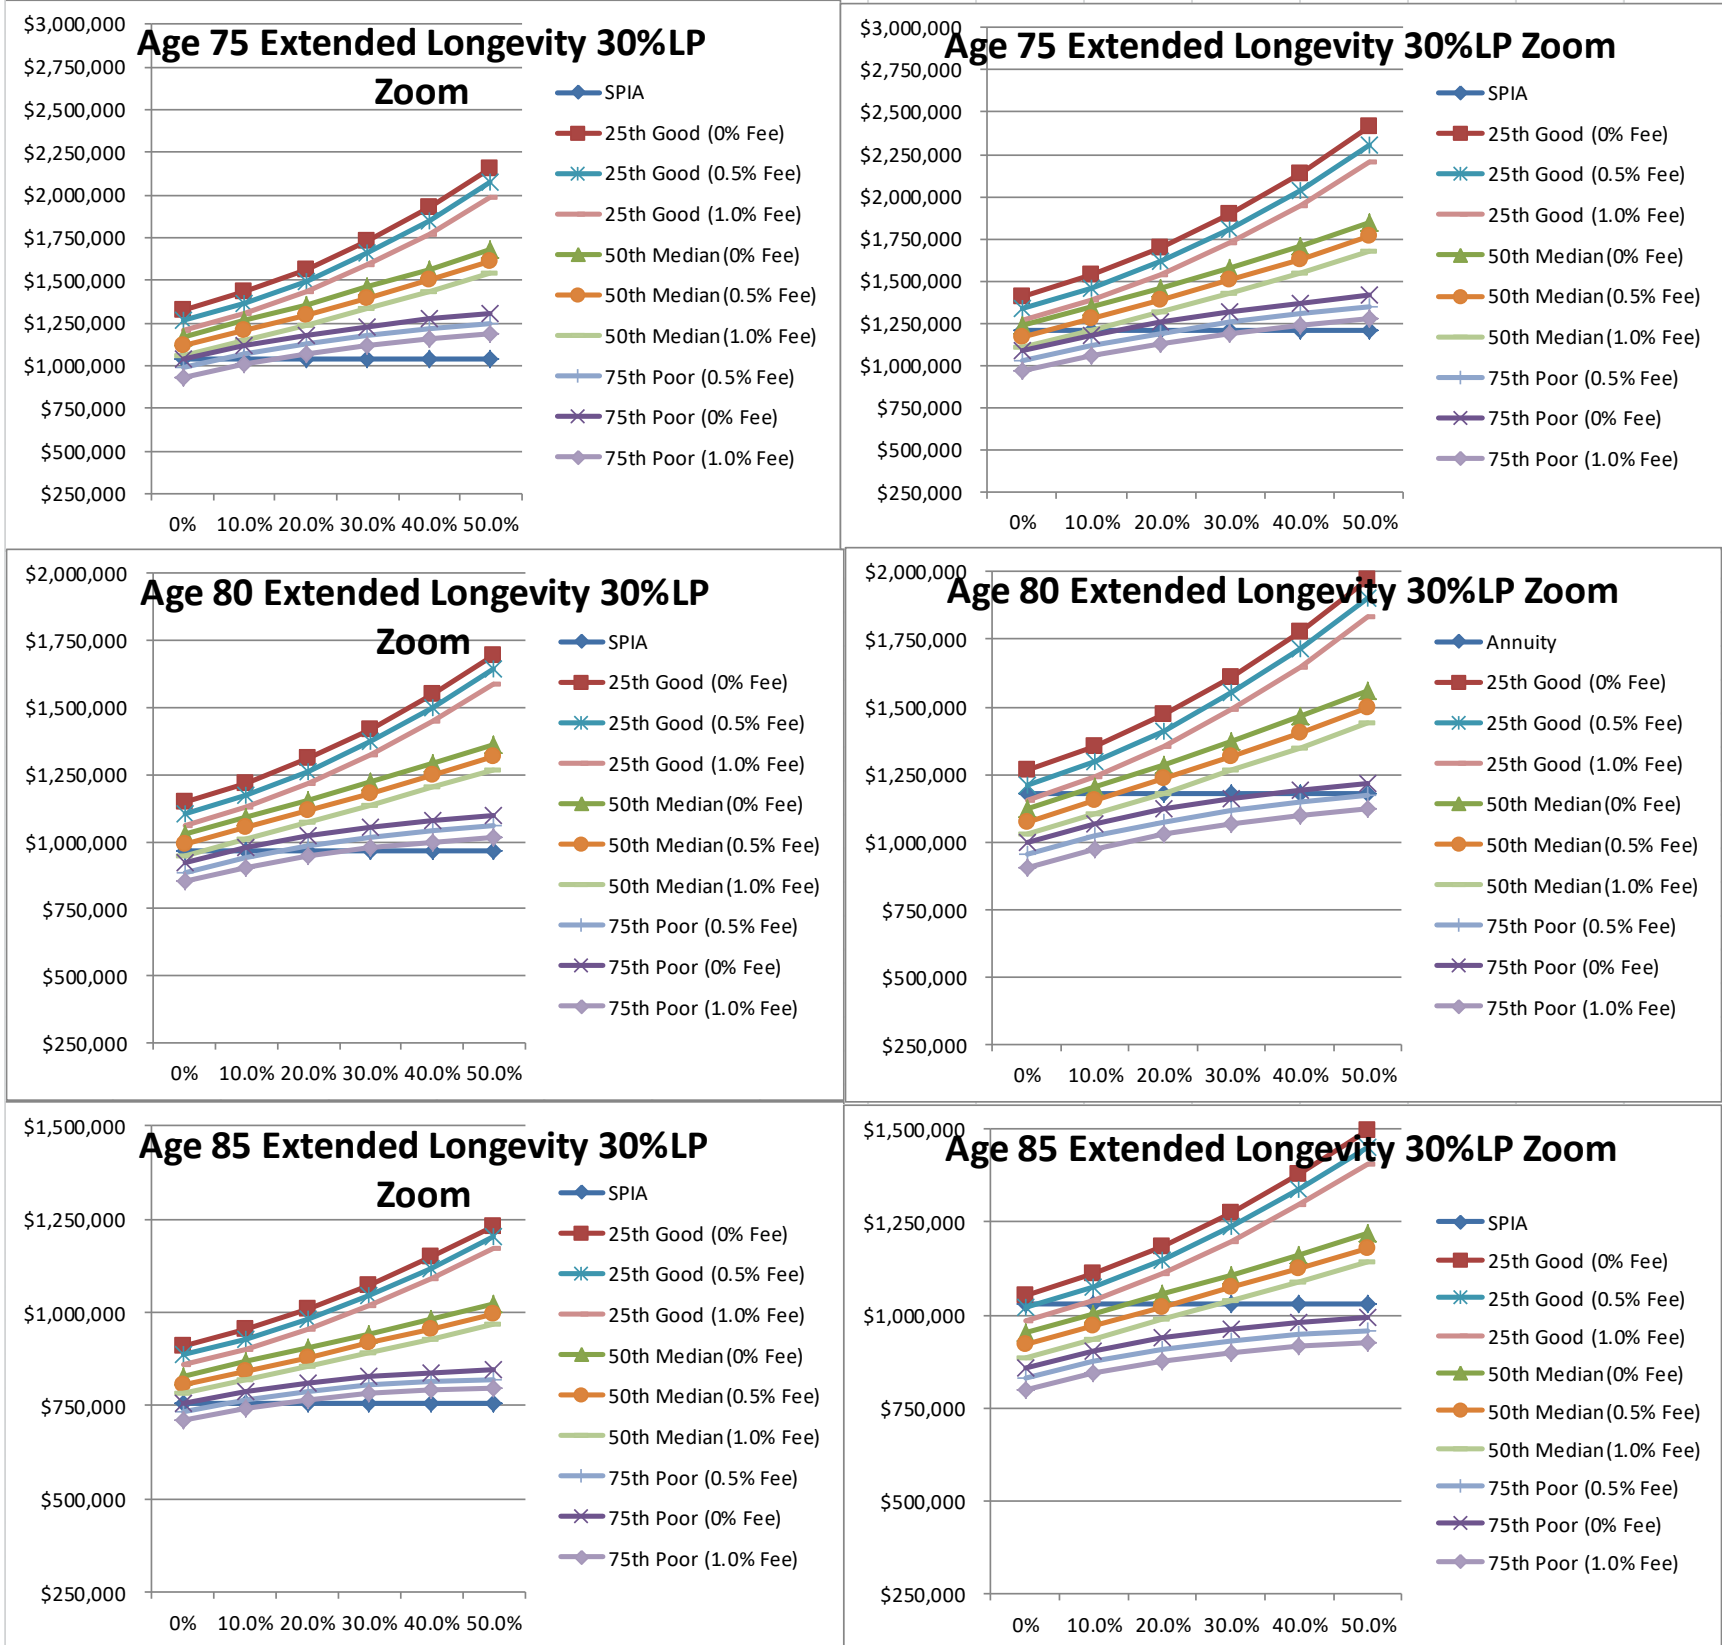 Age 75 Extended Longevity 30%LP
Zoom
$3,000,000
$2,750,000
$2,500,000
$2,250,000
$2,000,000
$1,750,000
$1,500,000
$1,250,000
$1,000,000
$750,000
$500,000
$250,000
0% 10.0% 20.0% 30.0% 40.0% 50.0%
SPIA
25th Good (0% Fee)
25th Good (0.5% Fee)
25th Good (1.0% Fee)
50th Median (0% Fee)
50th Median (0.5% Fee)
50th Median (1.0% Fee)
75th Poor (0.5% Fee)
75th Poor (0% Fee)
75th Poor (1.0% Fee)
Age 75 Extended Longevity 30%LP Zoom
$3,000,000
$2,750,000
$2,500,000
$2,250,000
$2,000,000
$1,750,000
$1,500,000
$1,250,000
$1,000,000
$750,000
$500,000
$250,000
0% 10.0% 20.0% 30.0% 40.0% 50.0%
SPIA
25th Good (0% Fee)
25th Good (0.5% Fee)
25th Good (1.0% Fee)
50th Median (0% Fee)
50th Median (0.5% Fee)
50th Median (1.0% Fee)
75th Poor (0.5% Fee)
75th Poor (0% Fee)
75th Poor (1.0% Fee)
Age 80 Extended Longevity 30%LP
Zoom
$2,000,000
$1,750,000
$1,500,000
$1,250,000
$1,000,000
$750,000
$500,000
$250,000
0% 10.0% 20.0% 30.0% 40.0% 50.0%
SPIA
25th Good (0% Fee)
25th Good (0.5% Fee)
25th Good (1.0% Fee)
50th Median (0% Fee)
50th Median (0.5% Fee)
50th Median (1.0% Fee)
75th Poor (0.5% Fee)
75th Poor (0% Fee)
75th Poor (1.0% Fee)
Age 80 Extended Longevity 30%LP Zoom
$2,000,000
$1,750,000
$1,500,000
$1,250,000
$1,000,000
$750,000
$500,000
$250,000
0% 10.0% 20.0% 30.0% 40.0% 50.0%
Annuity
25th Good (0% Fee)
25th Good (0.5% Fee)
25th Good (1.0% Fee)
50th Median (0% Fee)
50th Median (0.5% Fee)
50th Median (1.0% Fee)
75th Poor (0.5% Fee)
75th Poor (0% Fee)
75th Poor (1.0% Fee)
Age 85 Extended Longevity 30%LP
Zoom
$1,500,000
$1,250,000
$1,000,000
$750,000
$500,000
$250,000
0% 10.0% 20.0% 30.0% 40.0% 50.0%
SPIA
25th Good (0% Fee)
25th Good (0.5% Fee)
25th Good (1.0% Fee)
50th Median (0% Fee)
50th Median (0.5% Fee)
50th Median (1.0% Fee)
75th Poor (0.5% Fee)
75th Poor (0% Fee)
75th Poor (1.0% Fee)
Age 85 Extended Longevity 30%LP Zoom
$1,500,000
$1,250,000
$1,000,000
$750,000
$500,000
$250,000
0% 10.0% 20.0% 30.0% 40.0% 50.0%
SPIA
25th Good (0% Fee)
25th Good (0.5% Fee)
25th Good (1.0% Fee)
50th Median (0% Fee)
50th Median (0.5% Fee)
50th Median (1.0% Fee)
75th Poor (0.5% Fee)
75th Poor (0% Fee)
75th Poor (1.0% Fee)